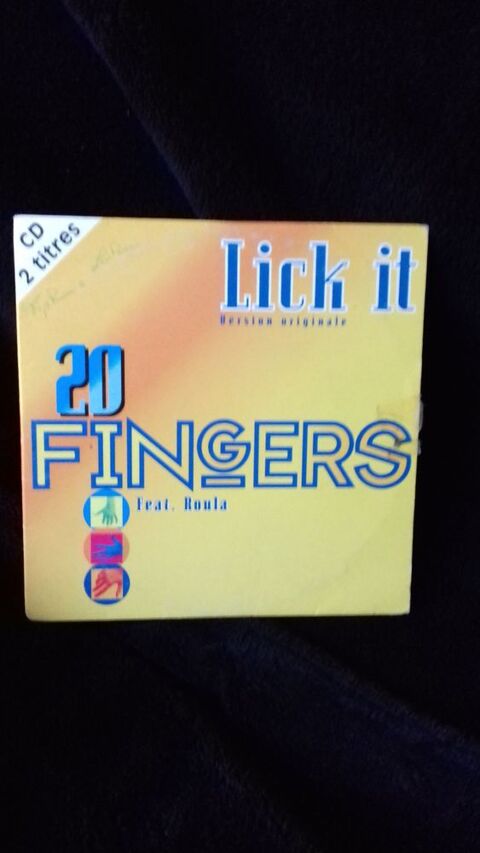 CD
2 titres
Lick it
Version originale
20
FINGERS
Feat. Roula